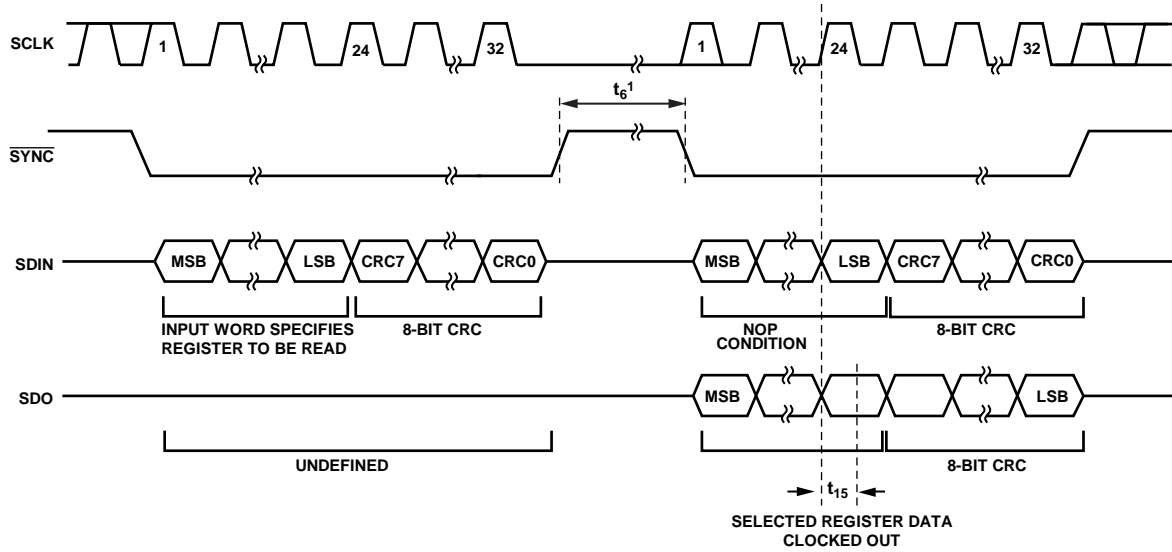 SCLK
1
24
32
1
24
32
t6¹
SYNC
SDIN
MSB
LSB
CRC7
CRC0
MSB
LSB
CRC7
CRC0
INPUT WORD SPECIFIES
REGISTER TO BE READ
8-BIT CRC
NOP
CONDITION
8-BIT CRC
SDO
MSB
LSB
UNDEFINED
8-BIT CRC
t15
SELECTED REGISTER DATA
CLOCKED OUT